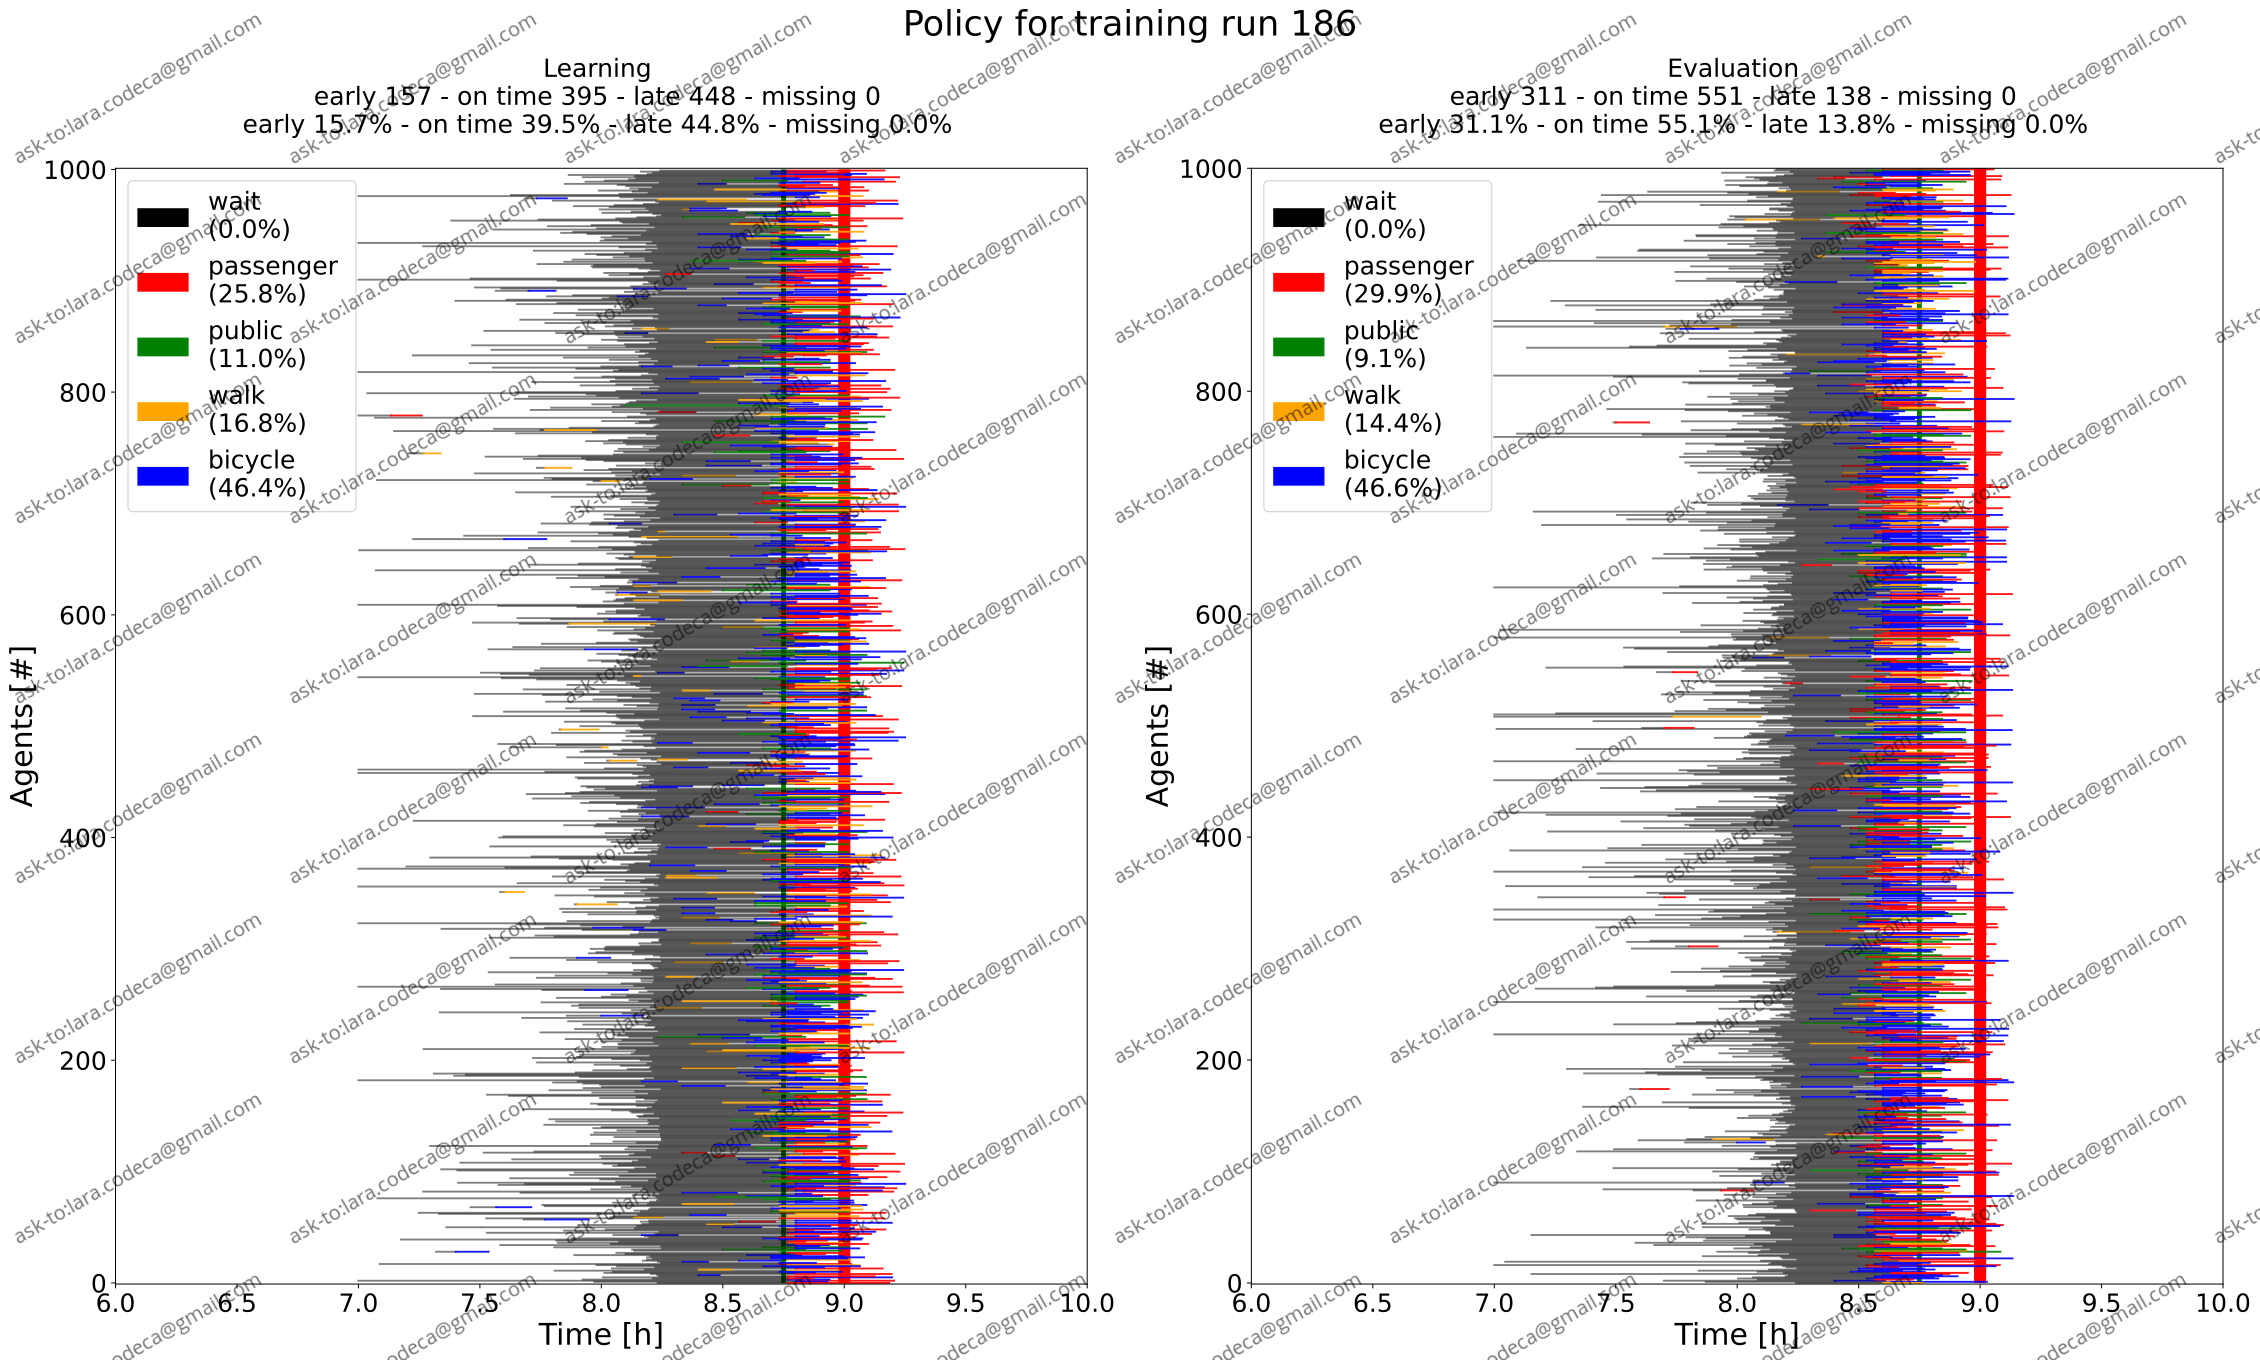 Policy for training run 186
Learning
early 157 - on time 395 - late 448 - missing 0
early 15.7% - on time 39.5% - late 44.8% - missing 0.0%
1000
800
600
400
200
0
Agents [#]
wait
(0.0%)
passenger
(25.8%)
public
(11.0%)
walk
(16.8%)
bicycle
(46.4%)
6.0 6.5 7.0 7.5 8.0 8.5 9.0 9.5 10.0
Time [h]
Evaluation
early 311 - on time 551 - late 138 - missing 0
early 31.1% - on time 55.1% - late 13.8% - missing 0.0%
1000
800
600
400
200
0
Agents [#]
wait
(0.0%)
passenger
(29.9%)
public
(9.1%)
walk
(14.4%)
bicycle
(46.6%)
6.0 6.5 7.0 7.5 8.0 8.5 9.0 9.5 10.0
Time [h]
ask-to:lara.codeca@gmail.com